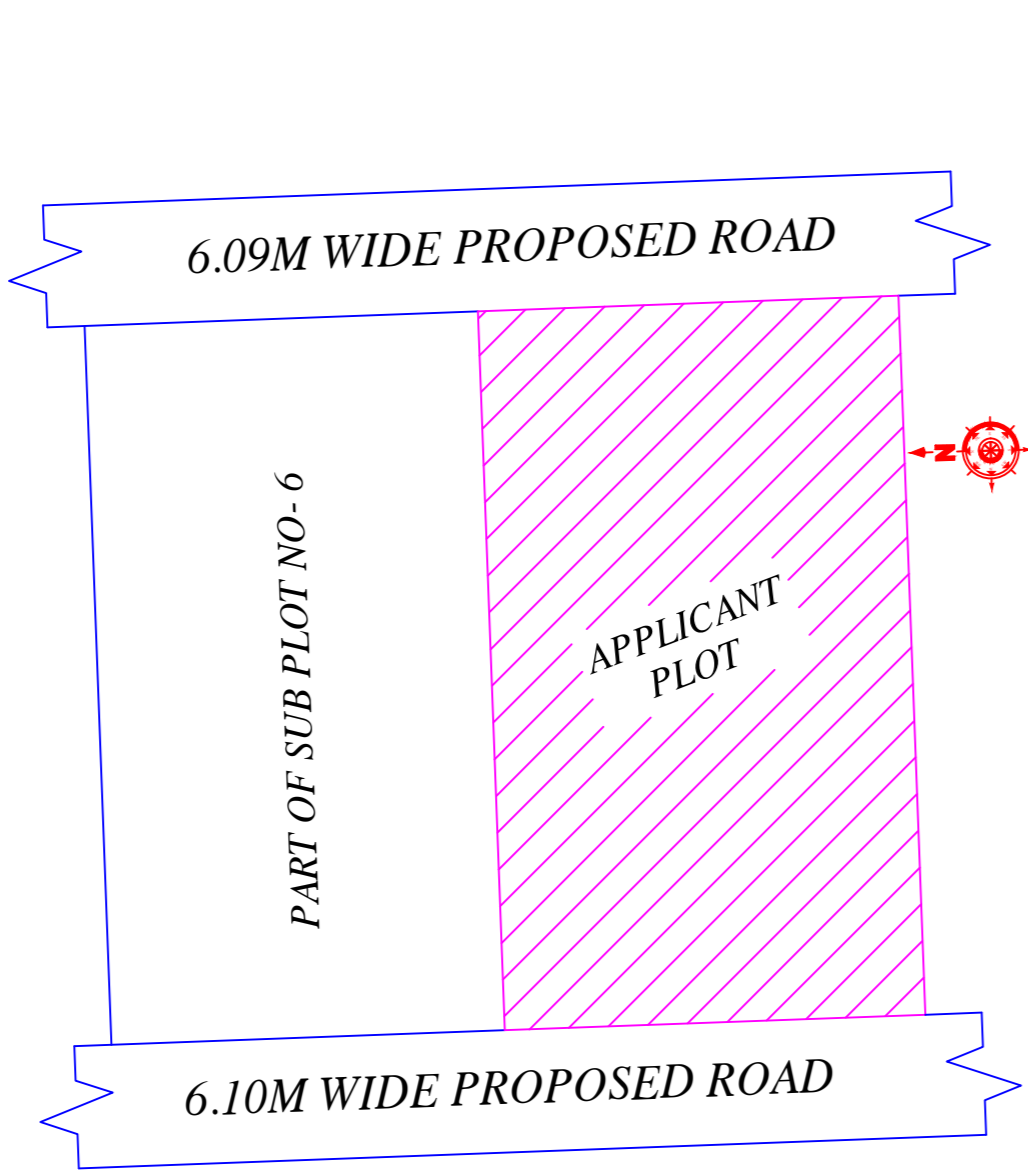 6.09M WIDE PROPOSED ROAD
PART OF SUB PLOT NO- 6
APPLICANT
PLOT
N
6.10M WIDE PROPOSED ROAD